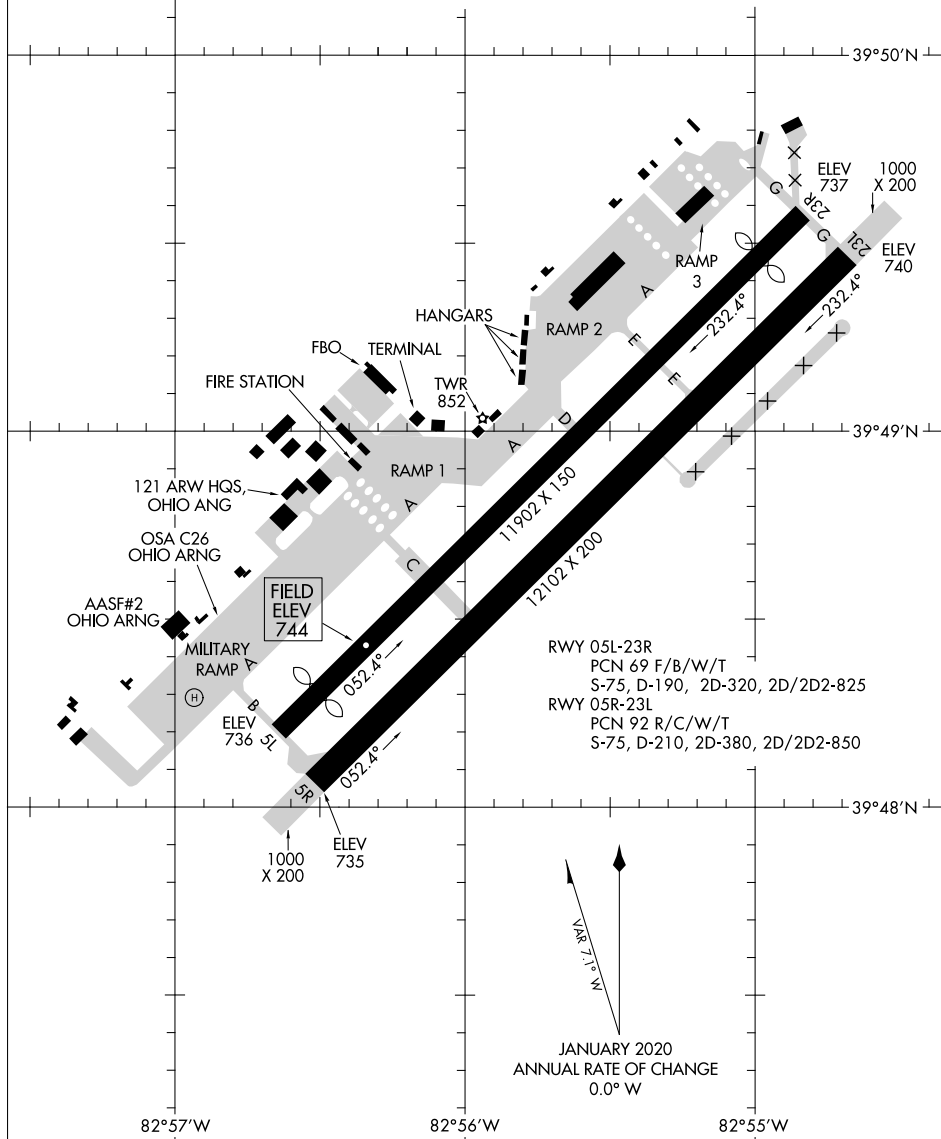 39°50'N
ELEV
737
1000
X 200
G
23R
G
23L
ELEV
740
RAMP
3
A
232.4°
232.4°
HANGARS
RAMP 2
E
E
FBO
TERMINAL
FIRE STATION
TWR
852
D
39°49'N
A
RAMP 1
121 ARW HQS,
OHIO ANG
A
11902 X 150
OSA C26
OHIO ARNG
C
12102 X 200
FIELD
ELEV
744
AASF#2
OHIO ARNG
MILITARY
RAMP
A
H
052.4°
RWY 05L-23R
PCN 69 F/B/W/T
S-75, D-190, 2D-320, 2D/2D2-825
RWY 05R-23L
PCN 92 R/C/W/T
S-75, D-210, 2D-380, 2D/2D2-850
B
ELEV
736
5L
052.4°
5R
39°48'N
ELEV
735
1000
X 200
VAR 7.1° W
JANUARY 2020
ANNUAL RATE OF CHANGE
0.0° W
82°57'W
82°56'W
82°55'W